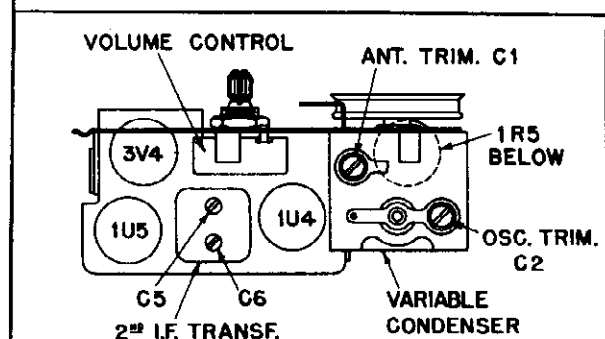 VOLUME CONTROL
ANT. TRIM. C1
3V4
1R5
BELOW
1U5
1U4
OSC. TRIM.
C2
C5
C6
2ND I.F. TRANSF.
VARIABLE
CONDENSER